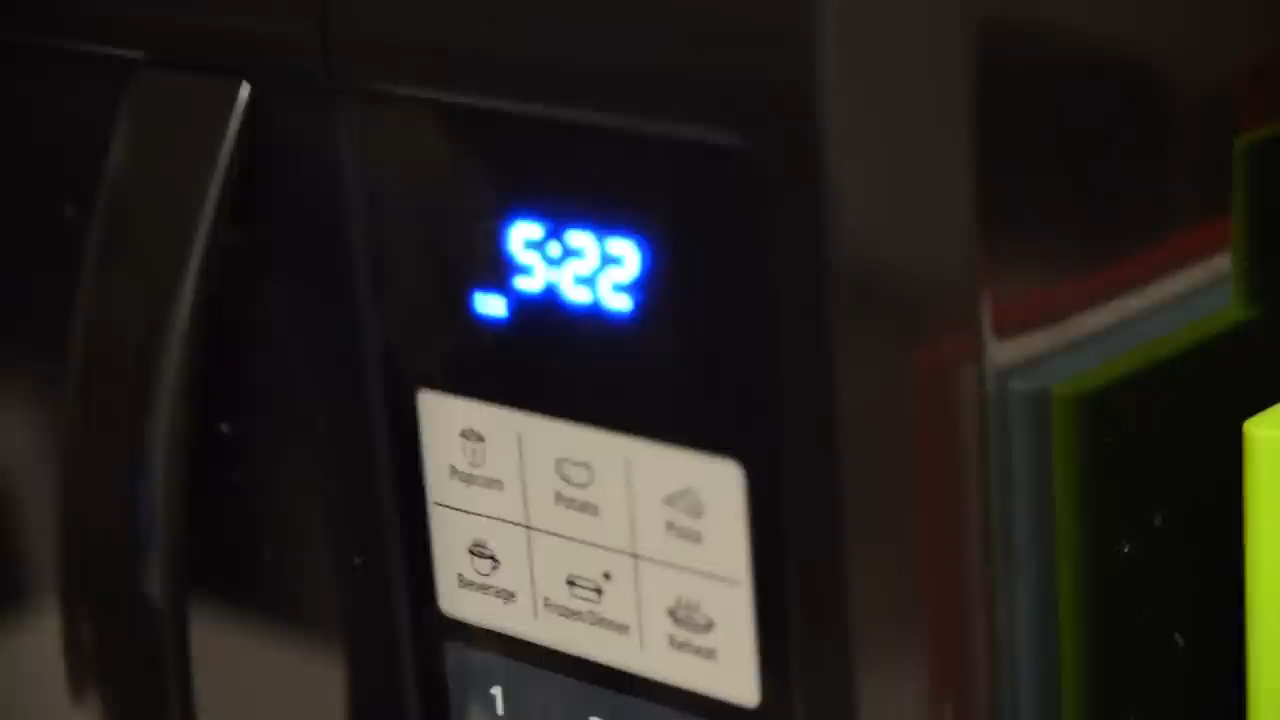 5:22
Popcorn
Potato
Pizza
Beverage
Frozen Dinner
Reheat
1